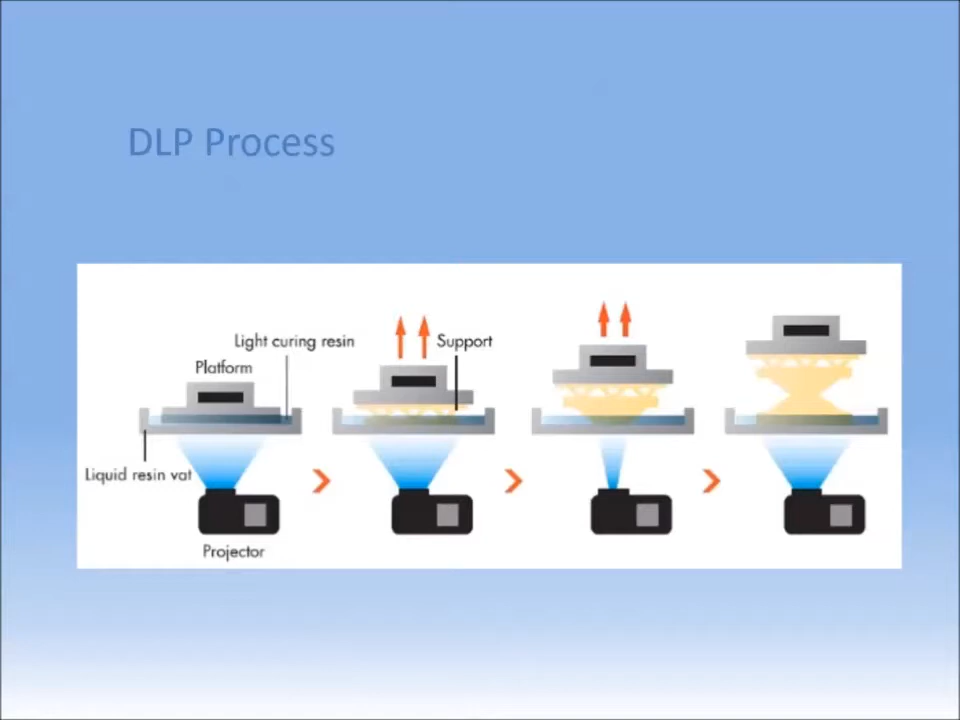 DLP Process
Light curing resin
Support
Platform
Liquid resin vat
Projector